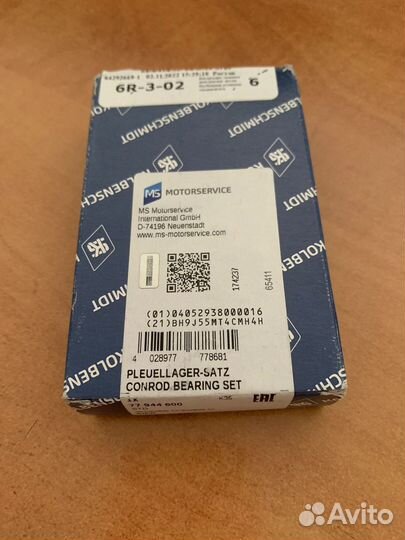 6R-3-02
6
KOLBENSCHMIDT
KOLBENSCHMIDT
MS MOTORSERVICE
MS Motorservice
International GmbH
D-74196 Neuenstadt
www.ms-motorservice.com
174237
65411
(01)04052938000016
(21)BH9J55MT4CMH4H
4 028977 778681
PLEUELLAGER-SATZ
CONROD BEARING SET
77 944 600
STD
EAC
Avito